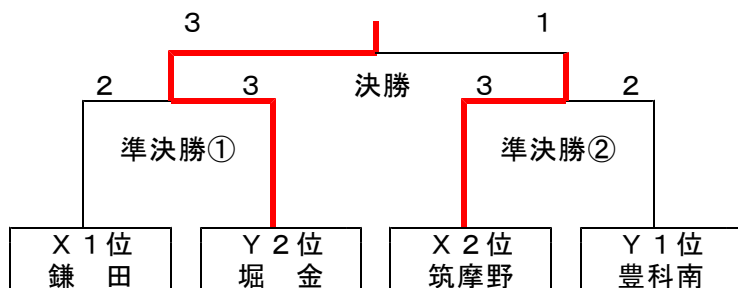 ３ １
２ ３ 決勝 ３ ２
準決勝① 準決勝②
Ｘ１位 Ｙ２位 Ｘ２位 Ｙ１位
鎌　田 堀　金 筑摩野 豊科南